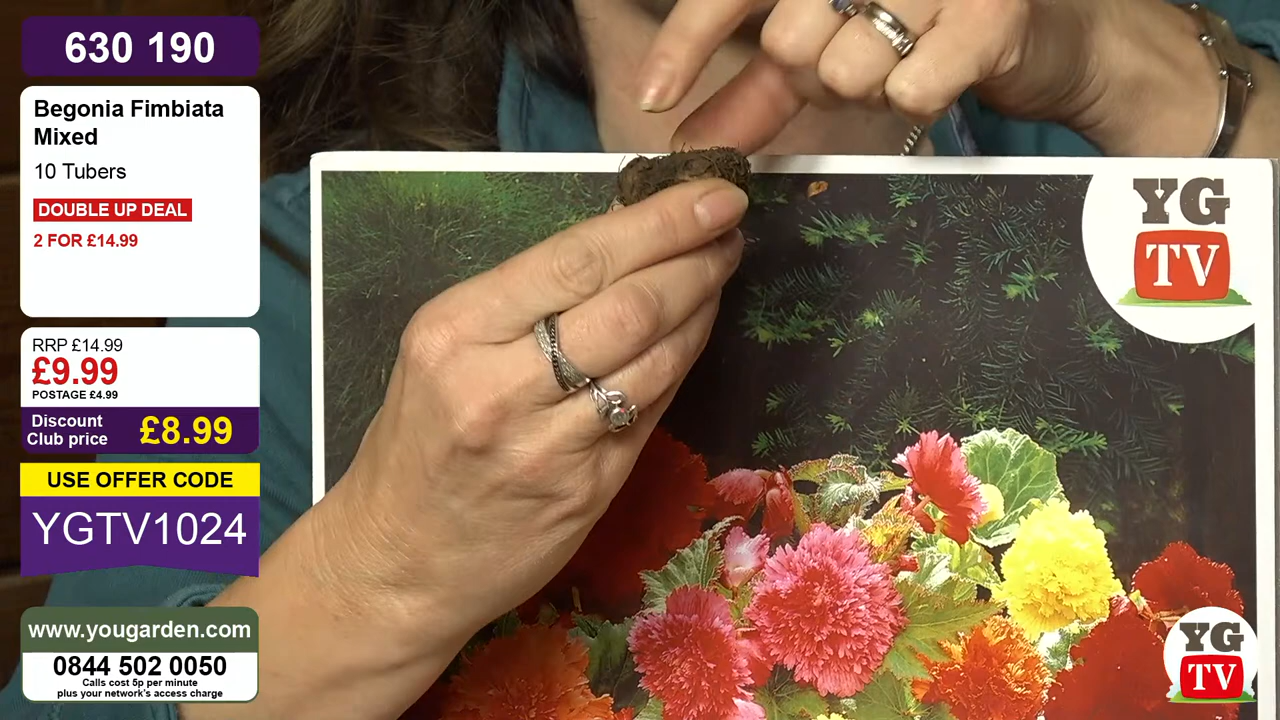 630 190
Begonia Fimbiata
Mixed
10 Tubers
DOUBLE UP DEAL
2 FOR £14.99
RRP £14.99
£9.99
POSTAGE £4.99
Discount
Club price £8.99
USE OFFER CODE
YGTV1024
www.yougarden.com
0844 502 0050
Calls cost 5p per minute
plus your network's access charge
YG
TV
YG
TV